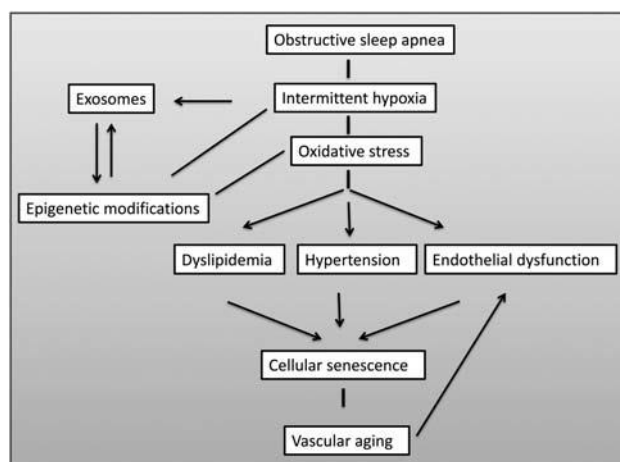 Obstructive sleep apnea
Exosomes
Intermittent hypoxia
Oxidative stress
Epigenetic modifications
Dyslipidemia
Hypertension
Endothelial dysfunction
Cellular senescence
Vascular aging